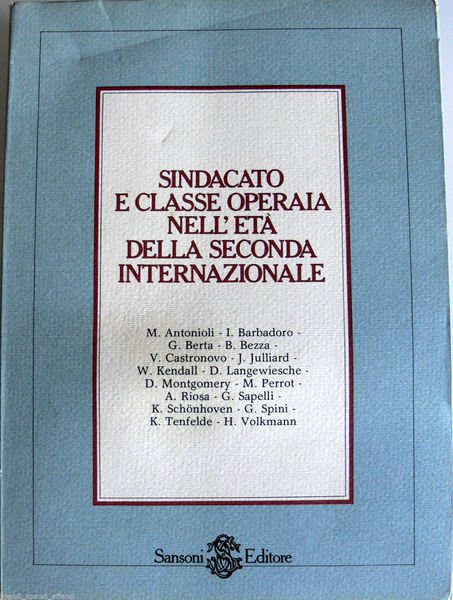 SINDACATO
E CLASSE OPERAIA
NELL'ETÀ
DELLA SECONDA
INTERNAZIONALE
M. Antonioli - I. Barbadoro -
G. Berta - B. Bezza -
V. Castronovo - J. Julliard -
W. Kendall - D. Langewiesche -
D. Montgomery - M. Perrot -
A. Riosa - G. Sapelli -
K. Schönhoven - G. Spini -
K. Tenfelde - H. Volkmann
Sansoni Editore